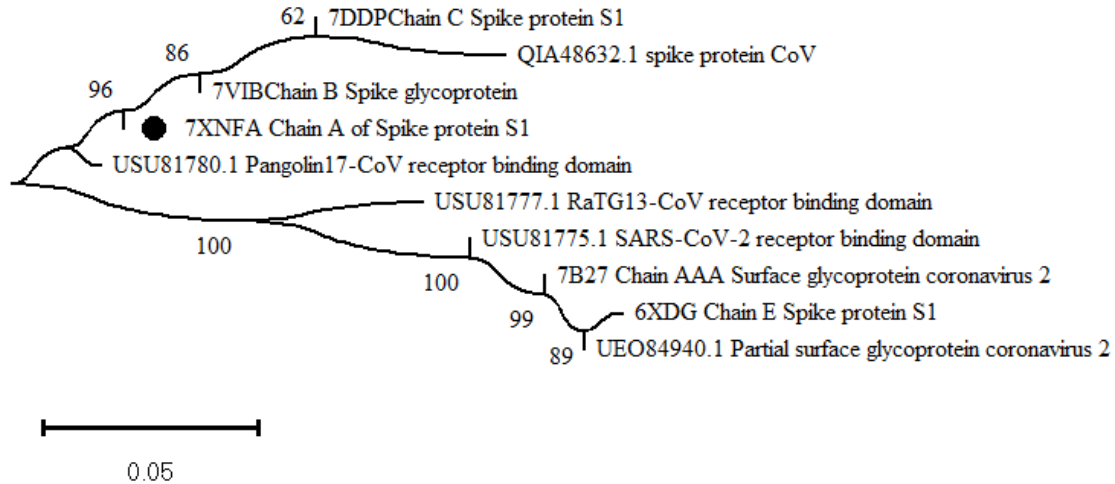 62 7DDPChain C Spike protein S1
86 QIA48632.1 spike protein CoV
96 7VIBChain B Spike glycoprotein
7XNFA Chain A of Spike protein S1
USU81780.1 Pangolin17-CoV receptor binding domain
USU81777.1 RaTG13-CoV receptor binding domain
100 USU81775.1 SARS-CoV-2 receptor binding domain
100 7B27 Chain AAA Surface glycoprotein coronavirus 2
99 6XDG Chain E Spike protein S1
89 UEO84940.1 Partial surface glycoprotein coronavirus 2
0.05